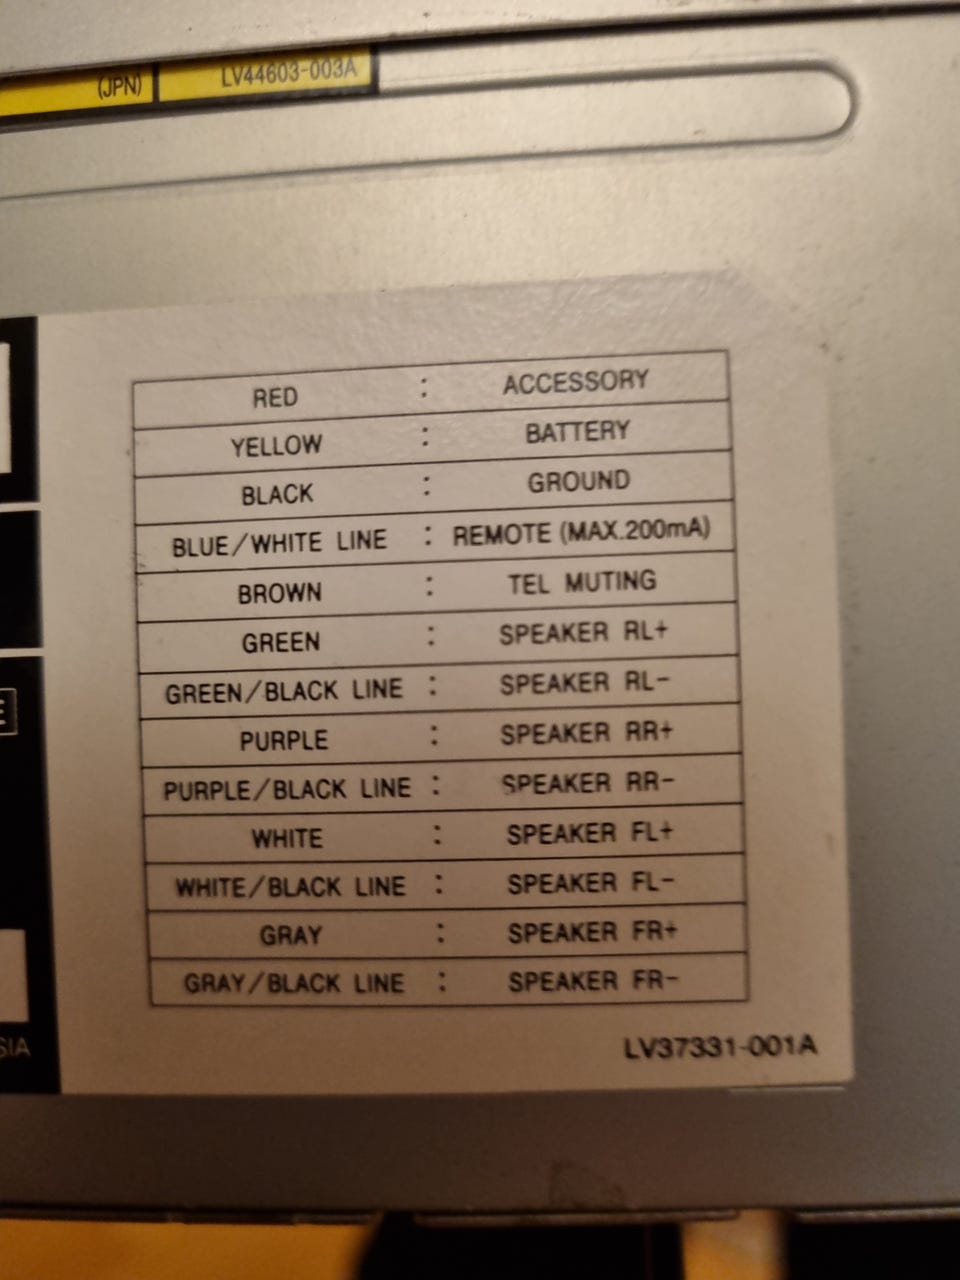 (JPN) LV44603-003A
RED : ACCESSORY
YELLOW : BATTERY
BLACK : GROUND
BLUE/WHITE LINE : REMOTE (MAX.200mA)
BROWN : TEL MUTING
GREEN : SPEAKER RL+
GREEN/BLACK LINE : SPEAKER RL-
PURPLE : SPEAKER RR+
PURPLE/BLACK LINE : SPEAKER RR-
WHITE : SPEAKER FL+
WHITE/BLACK LINE : SPEAKER FL-
GRAY : SPEAKER FR+
GRAY/BLACK LINE : SPEAKER FR-
LV37331-001A